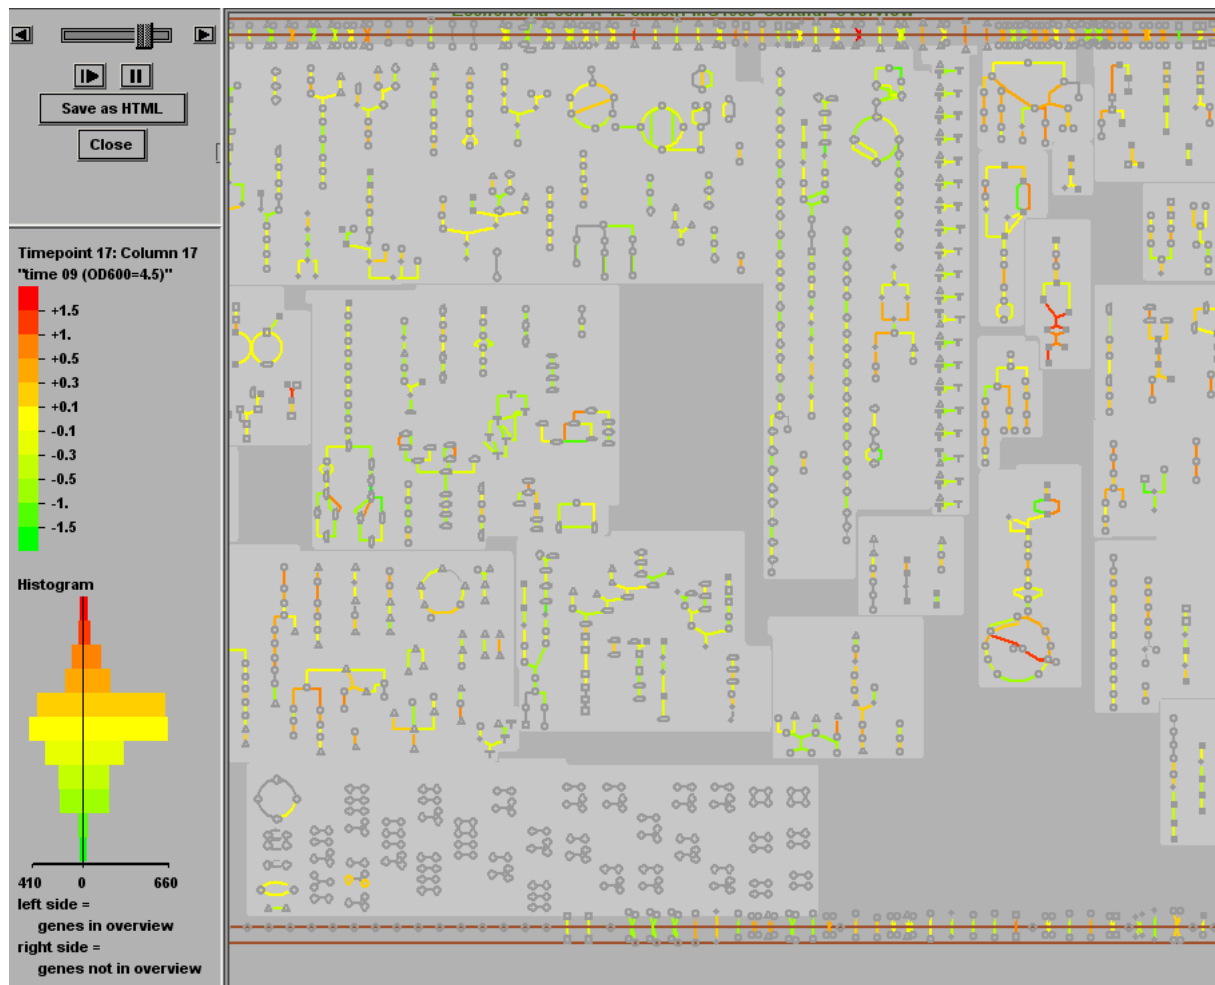 Save as HTML
Close
Timepoint 17: Column 17
"time 09 (OD600=4.5)"
+1.5
+1.
+0.5
+0.3
+0.1
-0.1
-0.3
-0.5
-1.
-1.5
Histogram
410 0 660
left side =
genes in overview
right side =
genes not in overview